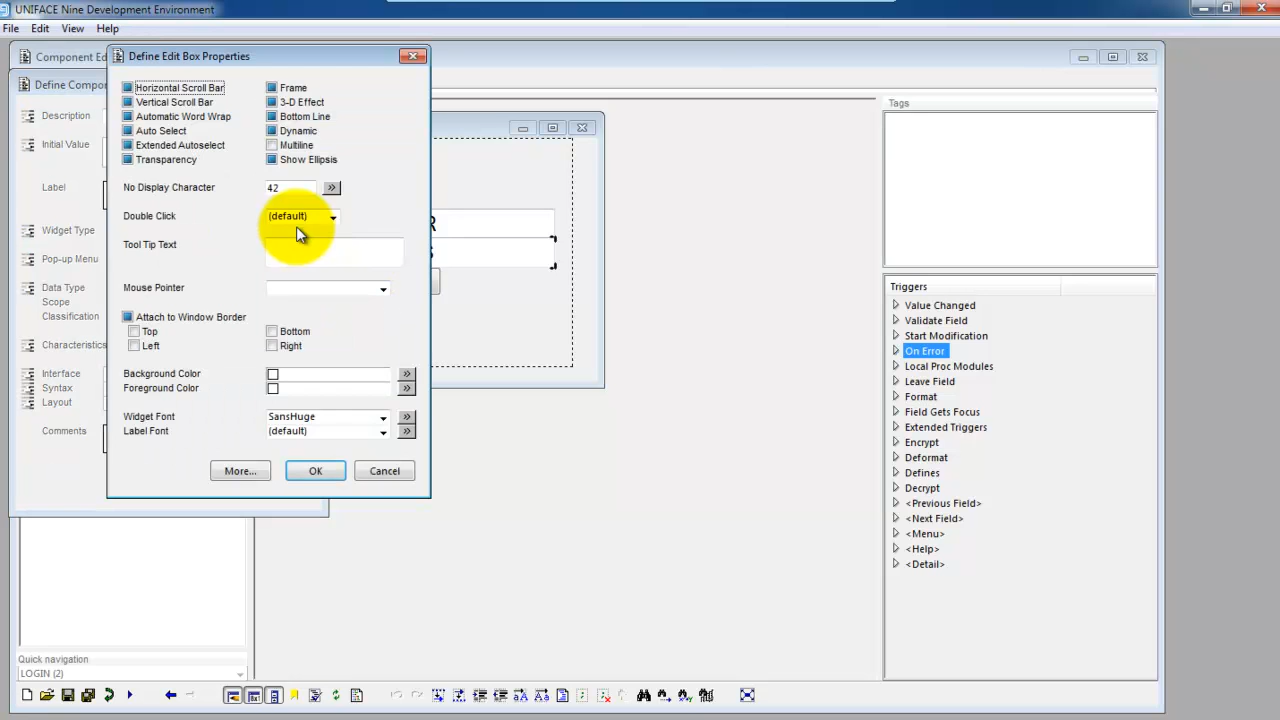 UNIFACE Nine Development Environment
File Edit View Help
Component Ed
Define Compor
Define Edit Box Properties
Description
Initial Value
Label
Widget Type
Pop-up Menu
Data Type
Scope
Classification
Characteristics
Interface
Syntax
Layout
Comments
Horizontal Scroll Bar
Frame
Vertical Scroll Bar
3-D Effect
Automatic Word Wrap
Bottom Line
Auto Select
Dynamic
Extended Autoselect
Multiline
Transparency
Show Ellipsis
No Display Character 42
Double Click (default)
Tool Tip Text
Mouse Pointer
Attach to Window Border
Top
Bottom
Left
Right
Background Color
Foreground Color
Widget Font SansHuge
Label Font (default)
More... OK Cancel
R
Tags
Triggers
Value Changed
Validate Field
Start Modification
On Error
Local Proc Modules
Leave Field
Format
Field Gets Focus
Extended Triggers
Encrypt
Deformat
Defines
Decrypt
<Previous Field>
<Next Field>
<Menu>
<Help>
<Detail>
Quick navigation
LOGIN (2)